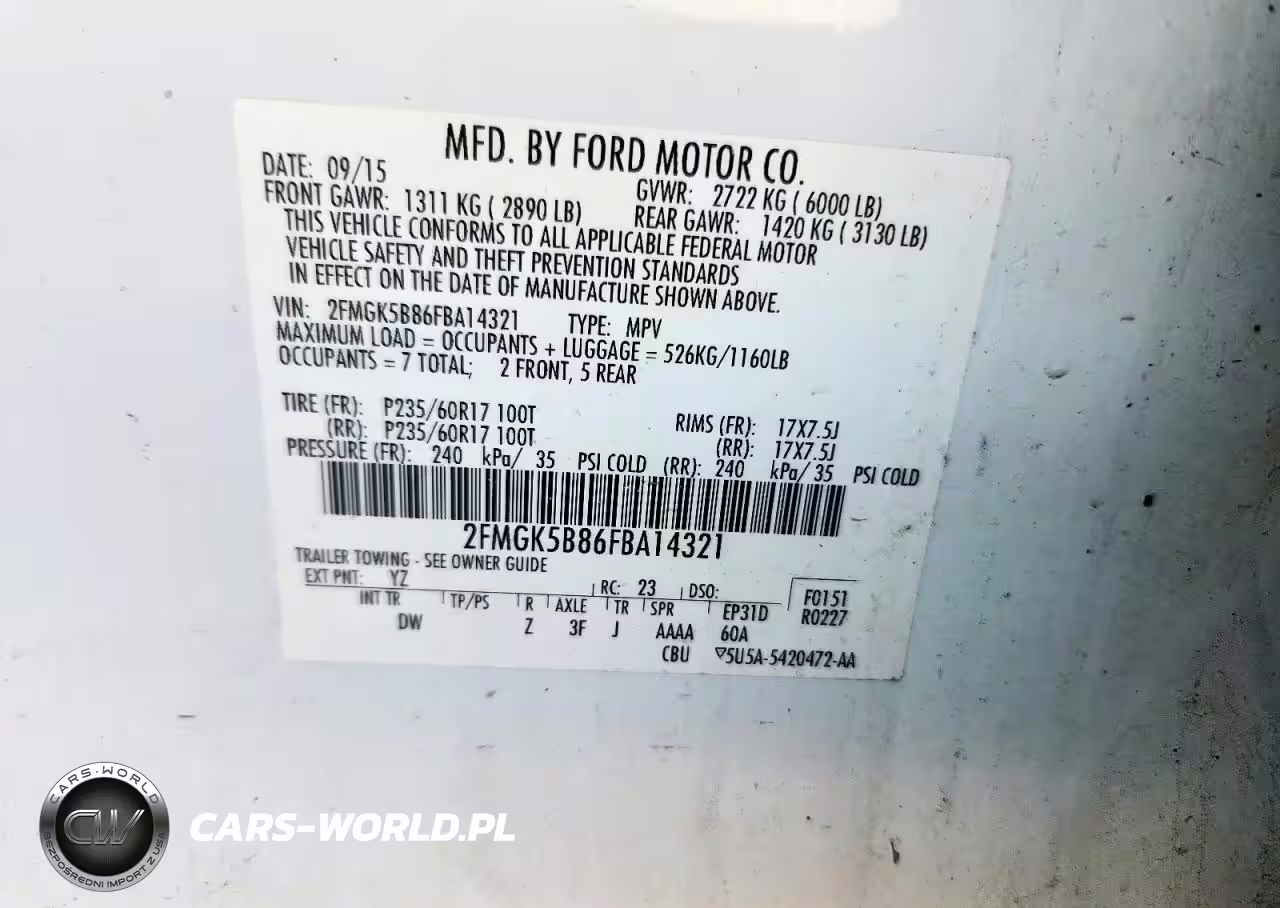 MFD. BY FORD MOTOR CO.
DATE: 09/15 GVWR: 2722 KG ( 6000 LB)
FRONT GAWR: 1311 KG ( 2890 LB) REAR GAWR: 1420 KG ( 3130 LB)
THIS VEHICLE CONFORMS TO ALL APPLICABLE FEDERAL MOTOR
VEHICLE SAFETY AND THEFT PREVENTION STANDARDS
IN EFFECT ON THE DATE OF MANUFACTURE SHOWN ABOVE.
VIN: 2FMGK5B86FBA14321 TYPE: MPV
MAXIMUM LOAD = OCCUPANTS + LUGGAGE = 526KG/1160LB
OCCUPANTS = 7 TOTAL; 2 FRONT, 5 REAR
TIRE (FR): P235/60R17 100T RIMS (FR): 17X7.5J
(RR): P235/60R17 100T (RR): 17X7.5J
PRESSURE (FR): 240 kPa/ 35 PSI COLD (RR): 240 kPa/ 35 PSI COLD
2FMGK5B86FBA14321
TRAILER TOWING - SEE OWNER GUIDE
EXT PNT: YZ RC: 23 DSO: F0151
INT TR TP/PS R AXLE TR SPR EP31D R0227
DW Z 3F J AAAA 60A
CBU ▽5U5A-5420472-AA
CARS-WORLD
CW
BEZPOŚREDNI IMPORT Z USA
CARS-WORLD.PL